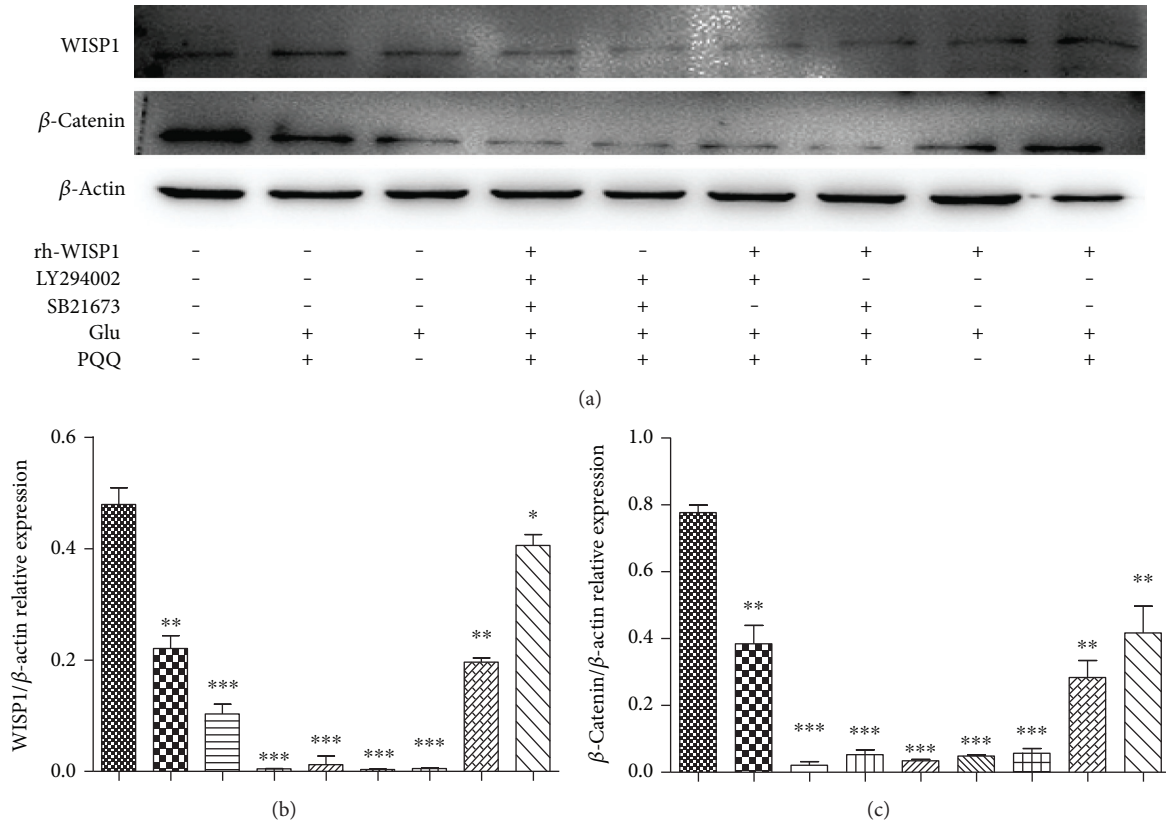 WISP1
β-Catenin
β-Actin
rh-WISP1 – – – + – + + + +
LY294002 – – – + + + – – –
SB21673 – – – + + – + – –
Glu – + + + + + + + +
PQQ – + – + + + + – +
(a)
WISP1/β-actin relative expression
0.6
0.4
0.2
0.0
**
***
***
***
***
***
**
*
(b)
β-Catenin/β-actin relative expression
1.0
0.8
0.6
0.4
0.2
0.0
**
***
***
***
***
***
**
**
(c)